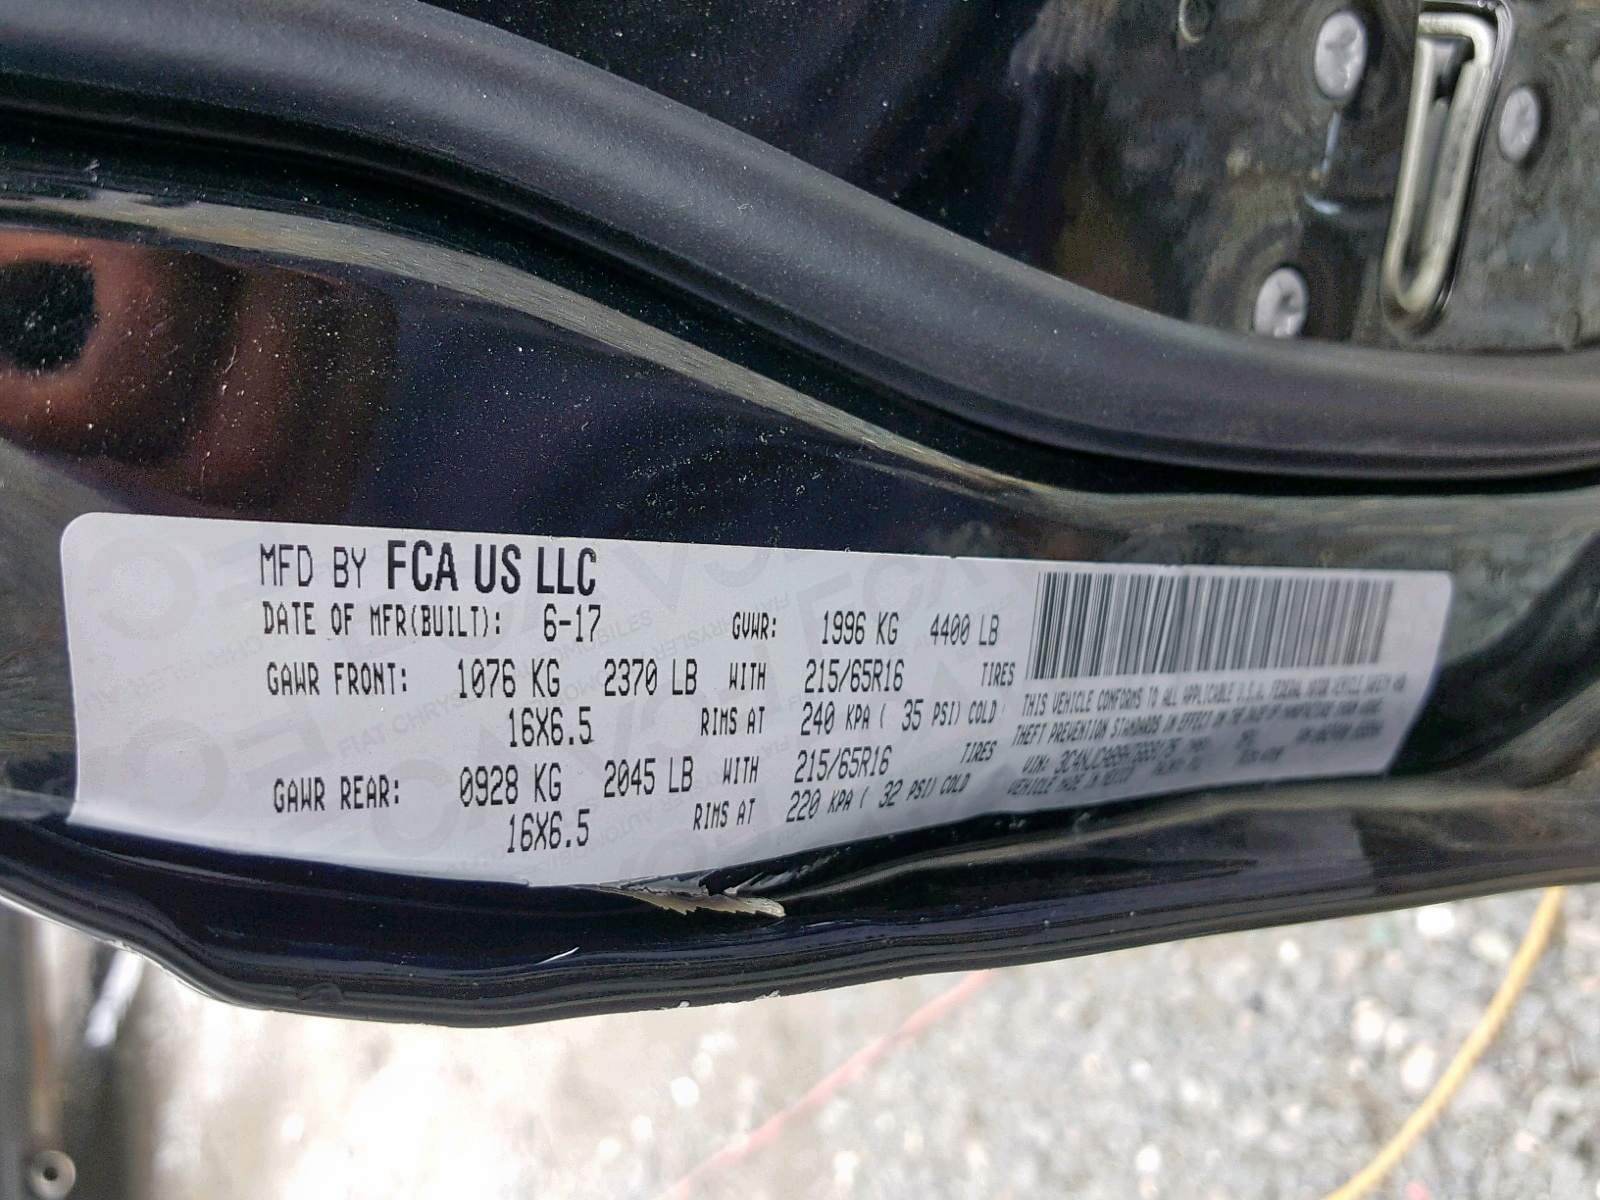 MFD BY FCA US LLC
DATE OF MFR(BUILT): 6-17 GVWR: 1996 KG 4400 LB
GAWR FRONT: 1076 KG 2370 LB WITH 215/65R16 TIRES
16X6.5 RIMS AT 240 KPA ( 35 PSI) COLD
GAWR REAR: 0928 KG 2045 LB WITH 215/65R16 TIRES
16X6.5 RIMS AT 220 KPA ( 32 PSI) COLD
THIS VEHICLE CONFORMS TO ALL APPLICABLE U.S.A. FEDERAL MOTOR VEHICLE SAFETY AND
THEFT PREVENTION STANDARDS IN EFFECT ON THE DATE OF MANUFACTURE SHOWN ABOVE.
VIN:
VEHICLE MADE IN MEXICO